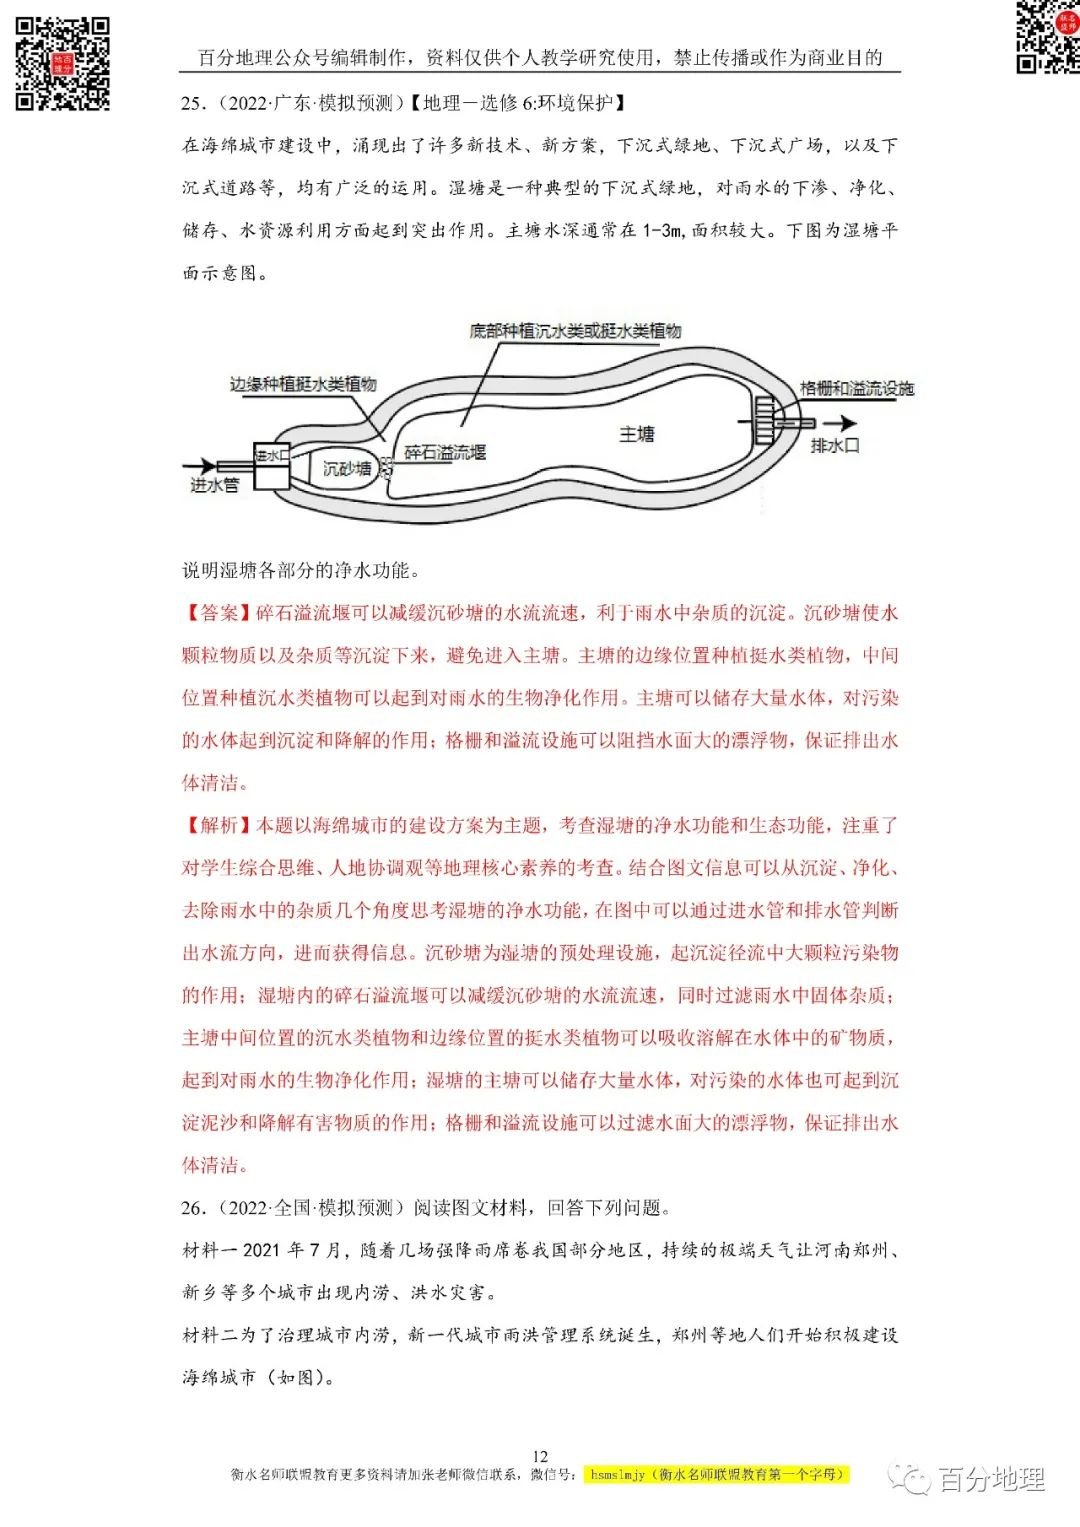 百分地理公众号编辑制作，资料仅供个人教学研究使用，禁止传播或作为商业目的
25．（2022·广东·模拟预测）【地理－选修 6:环境保护】
在海绵城市建设中，涌现出了许多新技术、新方案，下沉式绿地、下沉式广场，以及下
沉式道路等，均有广泛的运用。湿塘是一种典型的下沉式绿地，对雨水的下渗、净化、
储存、水资源利用方面起到突出作用。主塘水深通常在 1-3m,面积较大。下图为湿塘平
面示意图。
底部种植沉水类或挺水类植物
边缘种植挺水类植物
格栅和溢流设施
主塘
碎石溢流堰
排水口
进水口
沉砂塘
进水管
说明湿塘各部分的净水功能。
【答案】碎石溢流堰可以减缓沉砂塘的水流流速，利于雨水中杂质的沉淀。沉砂塘使水
颗粒物质以及杂质等沉淀下来，避免进入主塘。主塘的边缘位置种植挺水类植物，中间
位置种植沉水类植物可以起到对雨水的生物净化作用。主塘可以储存大量水体，对污染
的水体起到沉淀和降解的作用；格栅和溢流设施可以阻挡水面大的漂浮物，保证排出水
体清洁。
【解析】本题以海绵城市的建设方案为主题，考查湿塘的净水功能和生态功能，注重了
对学生综合思维、人地协调观等地理核心素养的考查。结合图文信息可以从沉淀、净化、
去除雨水中的杂质几个角度思考湿塘的净水功能，在图中可以通过进水管和排水管判断
出水流方向，进而获得信息。沉砂塘为湿塘的预处理设施，起沉淀径流中大颗粒污染物
的作用；湿塘内的碎石溢流堰可以减缓沉砂塘的水流流速，同时过滤雨水中固体杂质；
主塘中间位置的沉水类植物和边缘位置的挺水类植物可以吸收溶解在水体中的矿物质，
起到对雨水的生物净化作用；湿塘的主塘可以储存大量水体，对污染的水体也可起到沉
淀泥沙和降解有害物质的作用；格栅和溢流设施可以过滤水面大的漂浮物，保证排出水
体清洁。
26．（2022·全国·模拟预测）阅读图文材料，回答下列问题。
材料一 2021 年 7 月，随着几场强降雨席卷我国部分地区，持续的极端天气让河南郑州、
新乡等多个城市出现内涝、洪水灾害。
材料二为了治理城市内涝，新一代城市雨洪管理系统诞生，郑州等地人们开始积极建设
海绵城市（如图）。
12
衡水名师联盟教育更多资料请加张老师微信联系，微信号： hsmslmjy（衡水名师联盟教育第一个字母）
百分地理